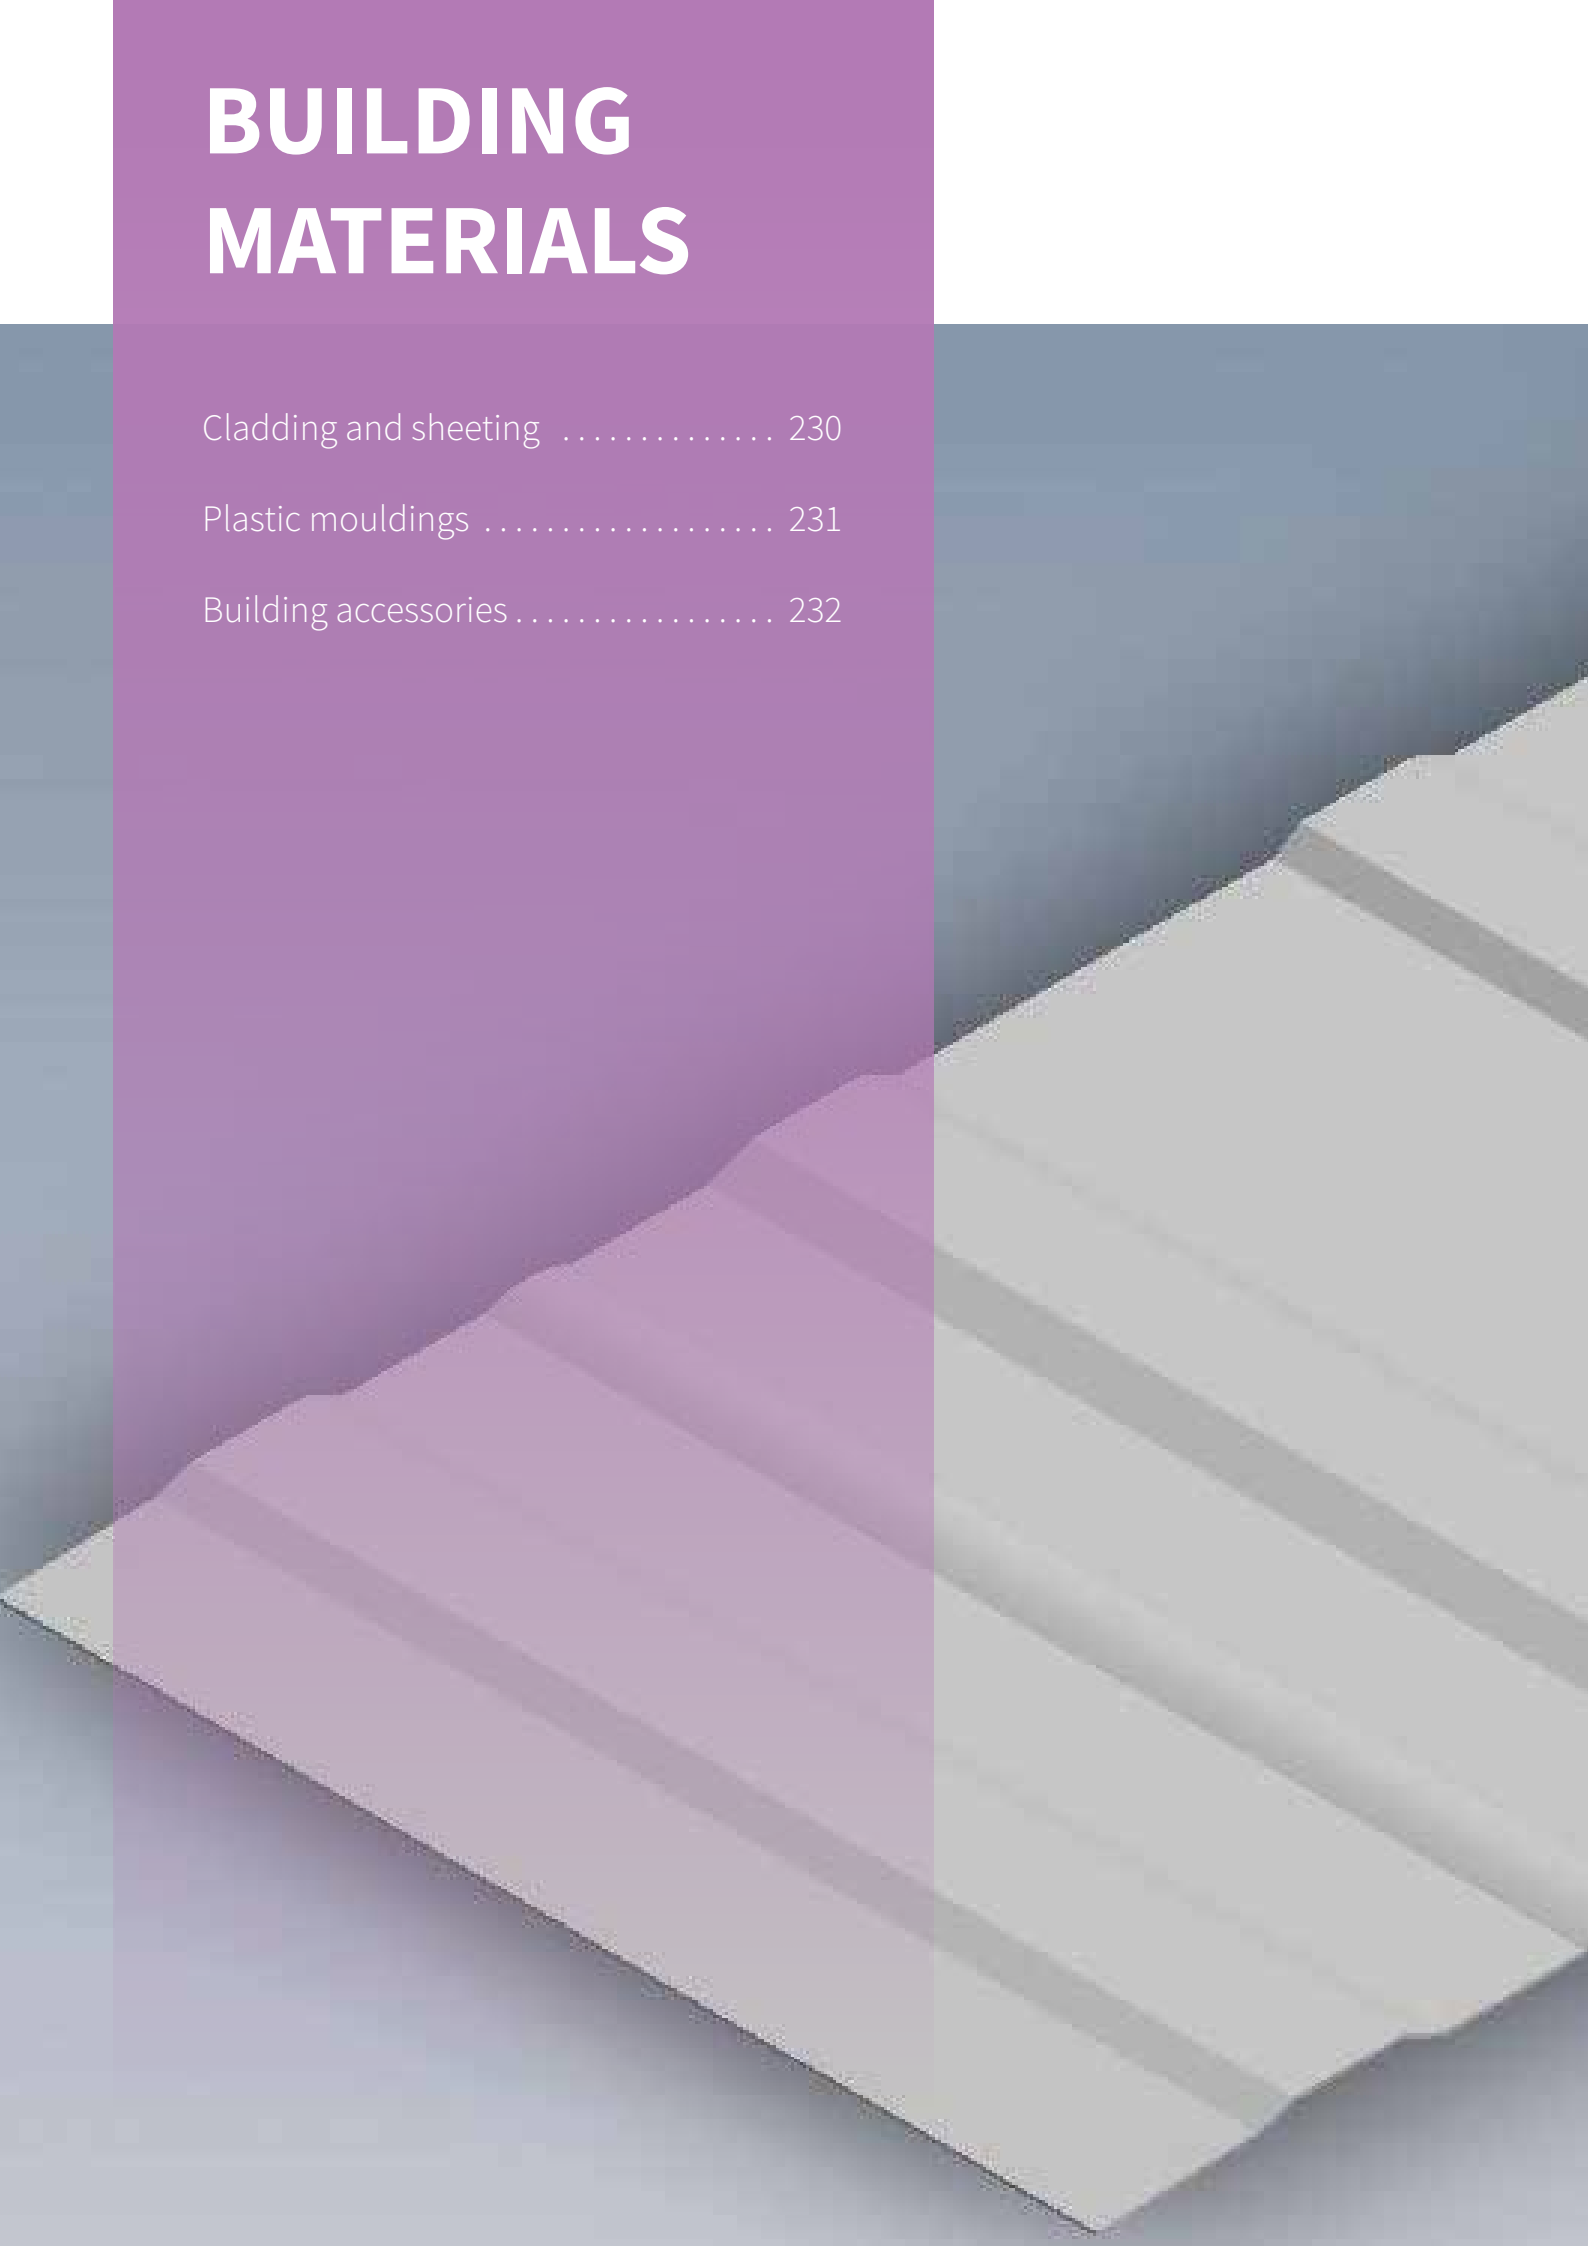 BUILDING
MATERIALS
Cladding and sheeting .............. 230
Plastic mouldings ................... 231
Building accessories ................. 232